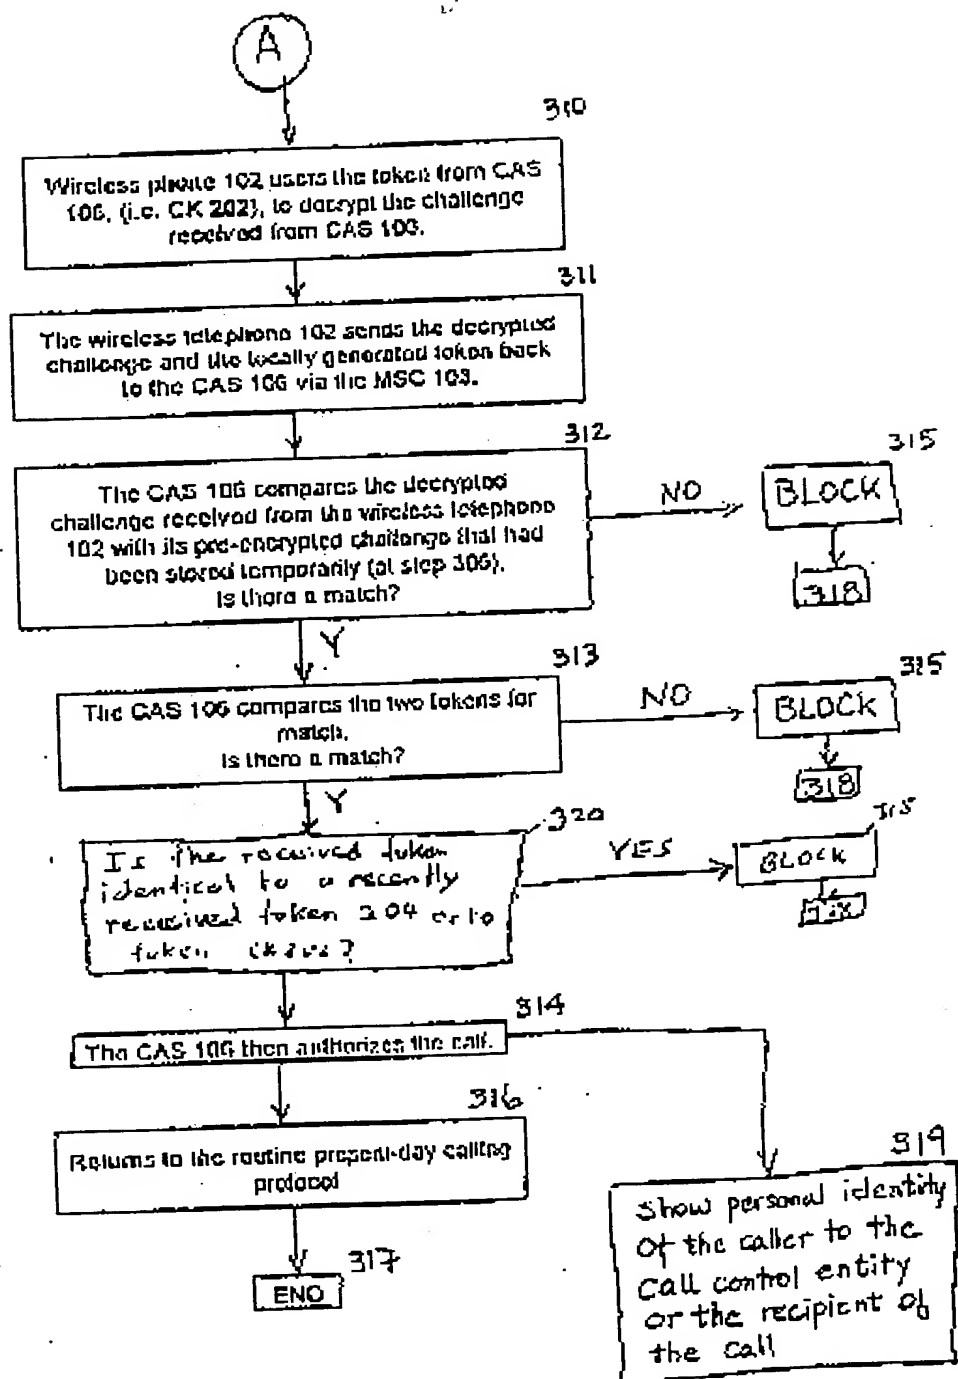 A
310
Wireless phone 102 users the token from CAS
106, (i.e. CK 202), to decrypt the challenge
received from CAS 103.
311
The wireless telephone 102 sends the decrypted
challenge and the locally generated token back
to the CAS 106 via the MSC 103.
312
The CAS 106 compares the decrypted
challenge received from the wireless telephone
102 with its pre-encrypted challenge that had
been stored temporarily (at step 306).
Is there a match?
NO
315
BLOCK
318
Y
313
The CAS 106 compares the two tokens for
match.
Is there a match?
NO
315
BLOCK
318
Y
320
Is the received token
identical to a recently
received token 204 or to
token
YES
315
BLOCK
314
The CAS 106 then authorizes the call.
316
Returns to the routine present-day calling
protocol
317
END
319
Show personal identity
of the caller to the
call control entity
or the recipient of
the call